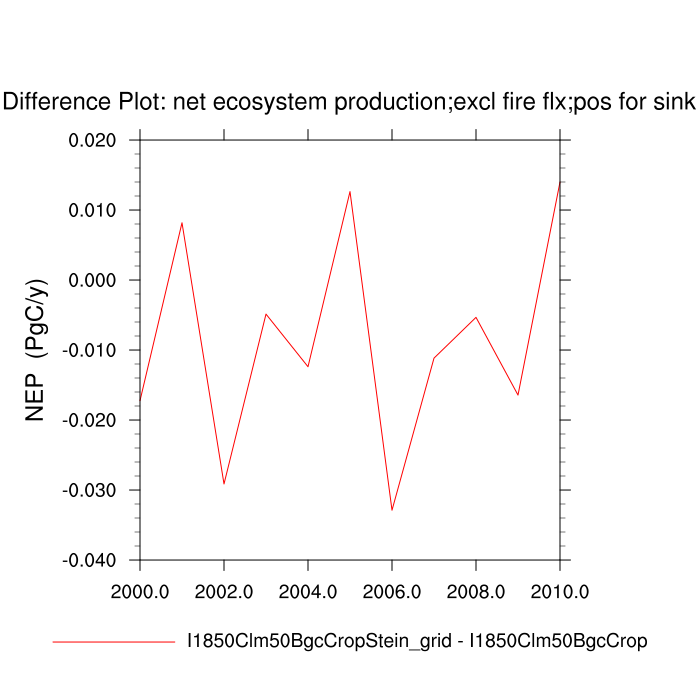 Difference Plot: net ecosystem production;excl fire flx;pos for sink
0.020
0.010
0.000
-0.010
-0.020
-0.030
-0.040
NEP (PgC/y)
2000.0 2002.0 2004.0 2006.0 2008.0 2010.0
I1850Clm50BgcCropStein_grid - I1850Clm50BgcCrop